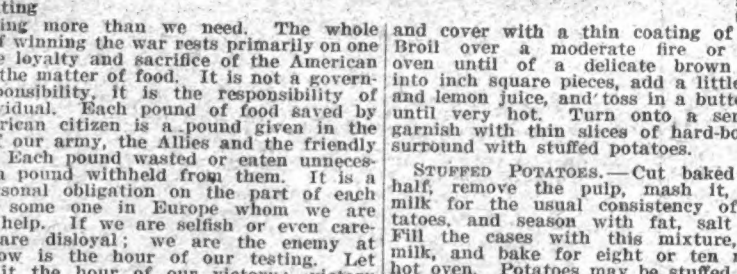 ting
ing more than we need. The whole
f winning the war rests primarily on one
e loyalty and sacrifice of the American
the matter of food. It is not a govern-
ponsibility, it is the responsibility of
vidual. Each pound of food saved by
rican citizen is a pound given in the
f our army, the Allies and the friendly
Each pound wasted or eaten unneces-
a pound withheld from them. It is a
sonal obligation on the part of each
some one in Europe whom we are
help. If we are selfish or even care-
are disloyal; we are the enemy at
ow is the hour of our testing. Let
it the hour of our victory; victory
and cover with a thin coating of
Broil over a moderate fire or
oven until of a delicate brown
into inch square pieces, add a little
and lemon juice, and toss in a butte
until very hot. Turn onto a ser
garnish with thin slices of hard-bo
surround with stuffed potatoes.
STUFFED POTATOES.—Cut baked
half, remove the pulp, mash it,
milk for the usual consistency of
tatoes, and season with fat, salt
Fill the cases with this mixture,
milk, and bake for eight or ten
hot oven. Potatoes may be stuffed